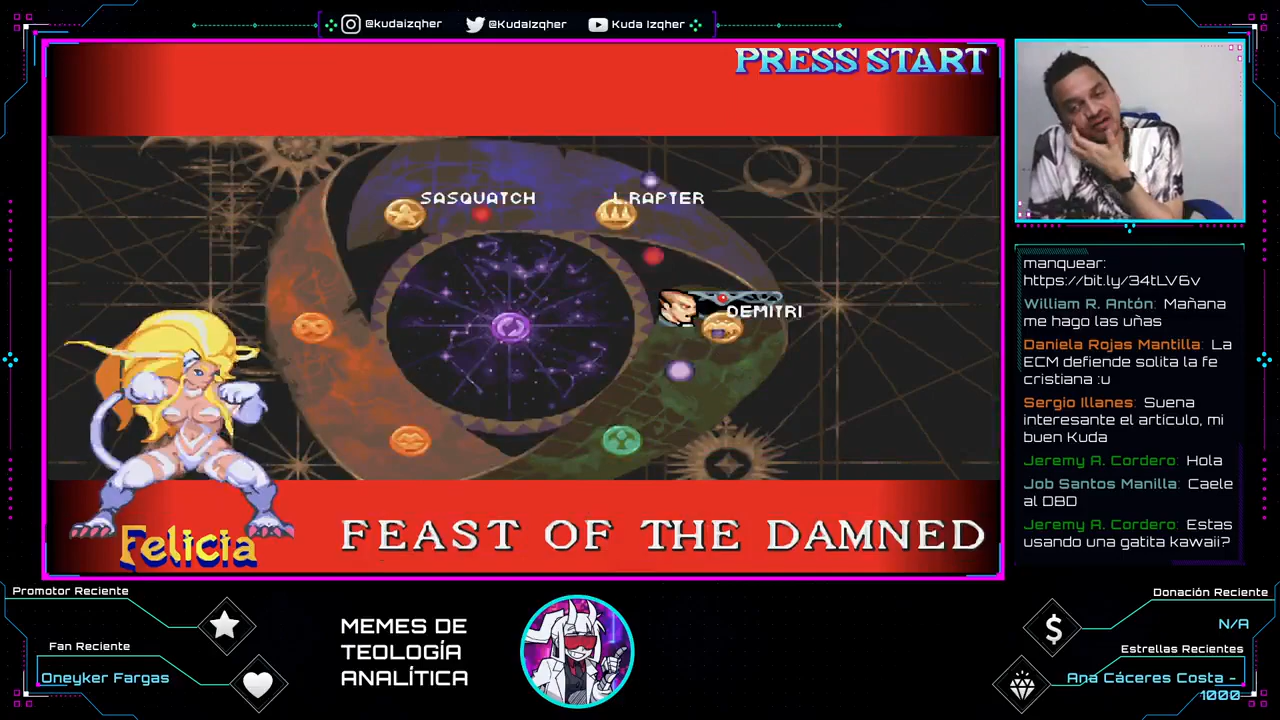 @kudaizqher
@Kudaizqher
Kuda Izqher
PRESS START
SASQUATCH
L.RAPTER
DEMITRI
Felicia
FEAST OF THE DAMNED
manquear:
https://bit.ly/34tLV6v
William R. Antón: Mañana
me hago las uñas
Daniela Rojas Mantilla: La
ECM defiende solita la fe
cristiana :u
Sergio Illanes: Suena
interesante el artículo, mi
buen Kuda
Jeremy A. Cordero: Hola
Job Santos Manilla: Caele
al DBD
Jeremy A. Cordero: Estas
usando una gatita kawaii?
Promotor Reciente
Fan Reciente
Oneyker Fargas
MEMES DE
TEOLOGÍA
ANALÍTICA
Donación Reciente
N/A
Estrellas Recientes
Ana Cáceres Costa -
1000